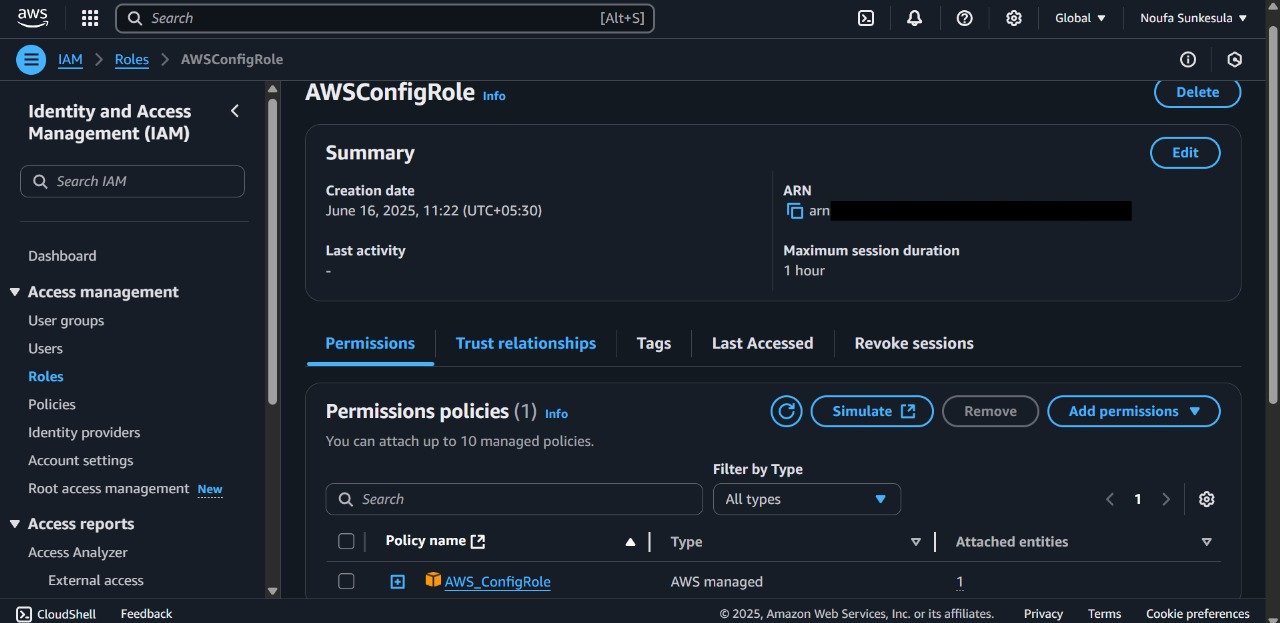 aws
Search [Alt+S]
Global
Noufa Sunkesula
IAM
Roles
AWSConfigRole
Identity and Access
Management (IAM)
Search IAM
Dashboard
Access management
User groups
Users
Roles
Policies
Identity providers
Account settings
Root access management New
Access reports
Access Analyzer
External access
AWSConfigRole Info
Delete
Summary
Edit
Creation date
June 16, 2025, 11:22 (UTC+05:30)
ARN
arn
Last activity
-
Maximum session duration
1 hour
Permissions
Trust relationships
Tags
Last Accessed
Revoke sessions
Permissions policies (1) Info
Simulate
Remove
Add permissions
You can attach up to 10 managed policies.
Filter by Type
Search
All types
1
Policy name
Type
Attached entities
AWS_ConfigRole
AWS managed
1
CloudShell
Feedback
© 2025, Amazon Web Services, Inc. or its affiliates.
Privacy
Terms
Cookie preferences